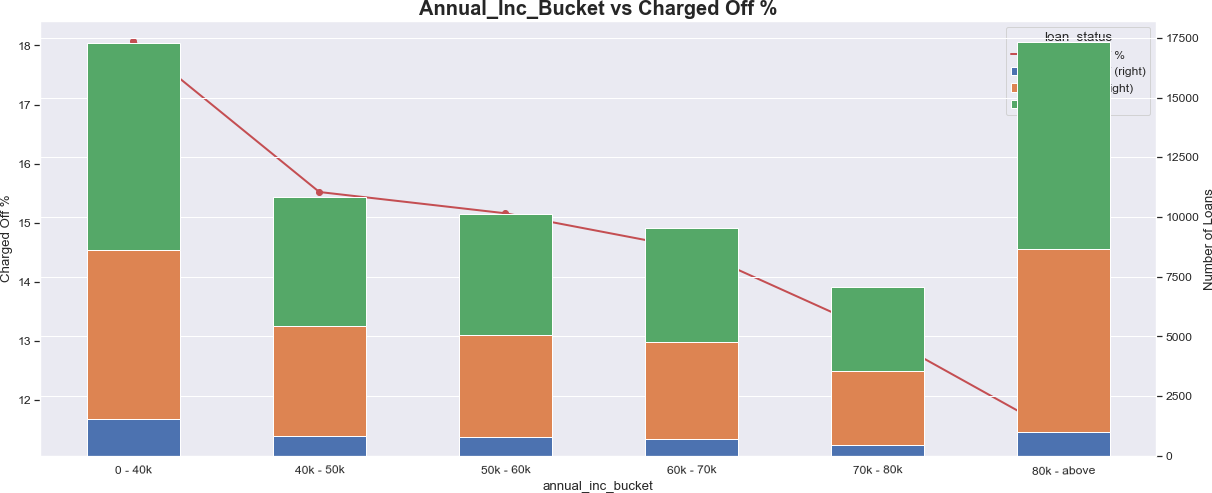 Annual_Inc_Bucket vs Charged Off %
loan_status
%
(right)
ight)
18
17
16
15
14
13
12
Charged Off %
17500
15000
12500
10000
7500
5000
2500
0
Number of Loans
0 - 40k
40k - 50k
50k - 60k
60k - 70k
70k - 80k
80k - above
annual_inc_bucket